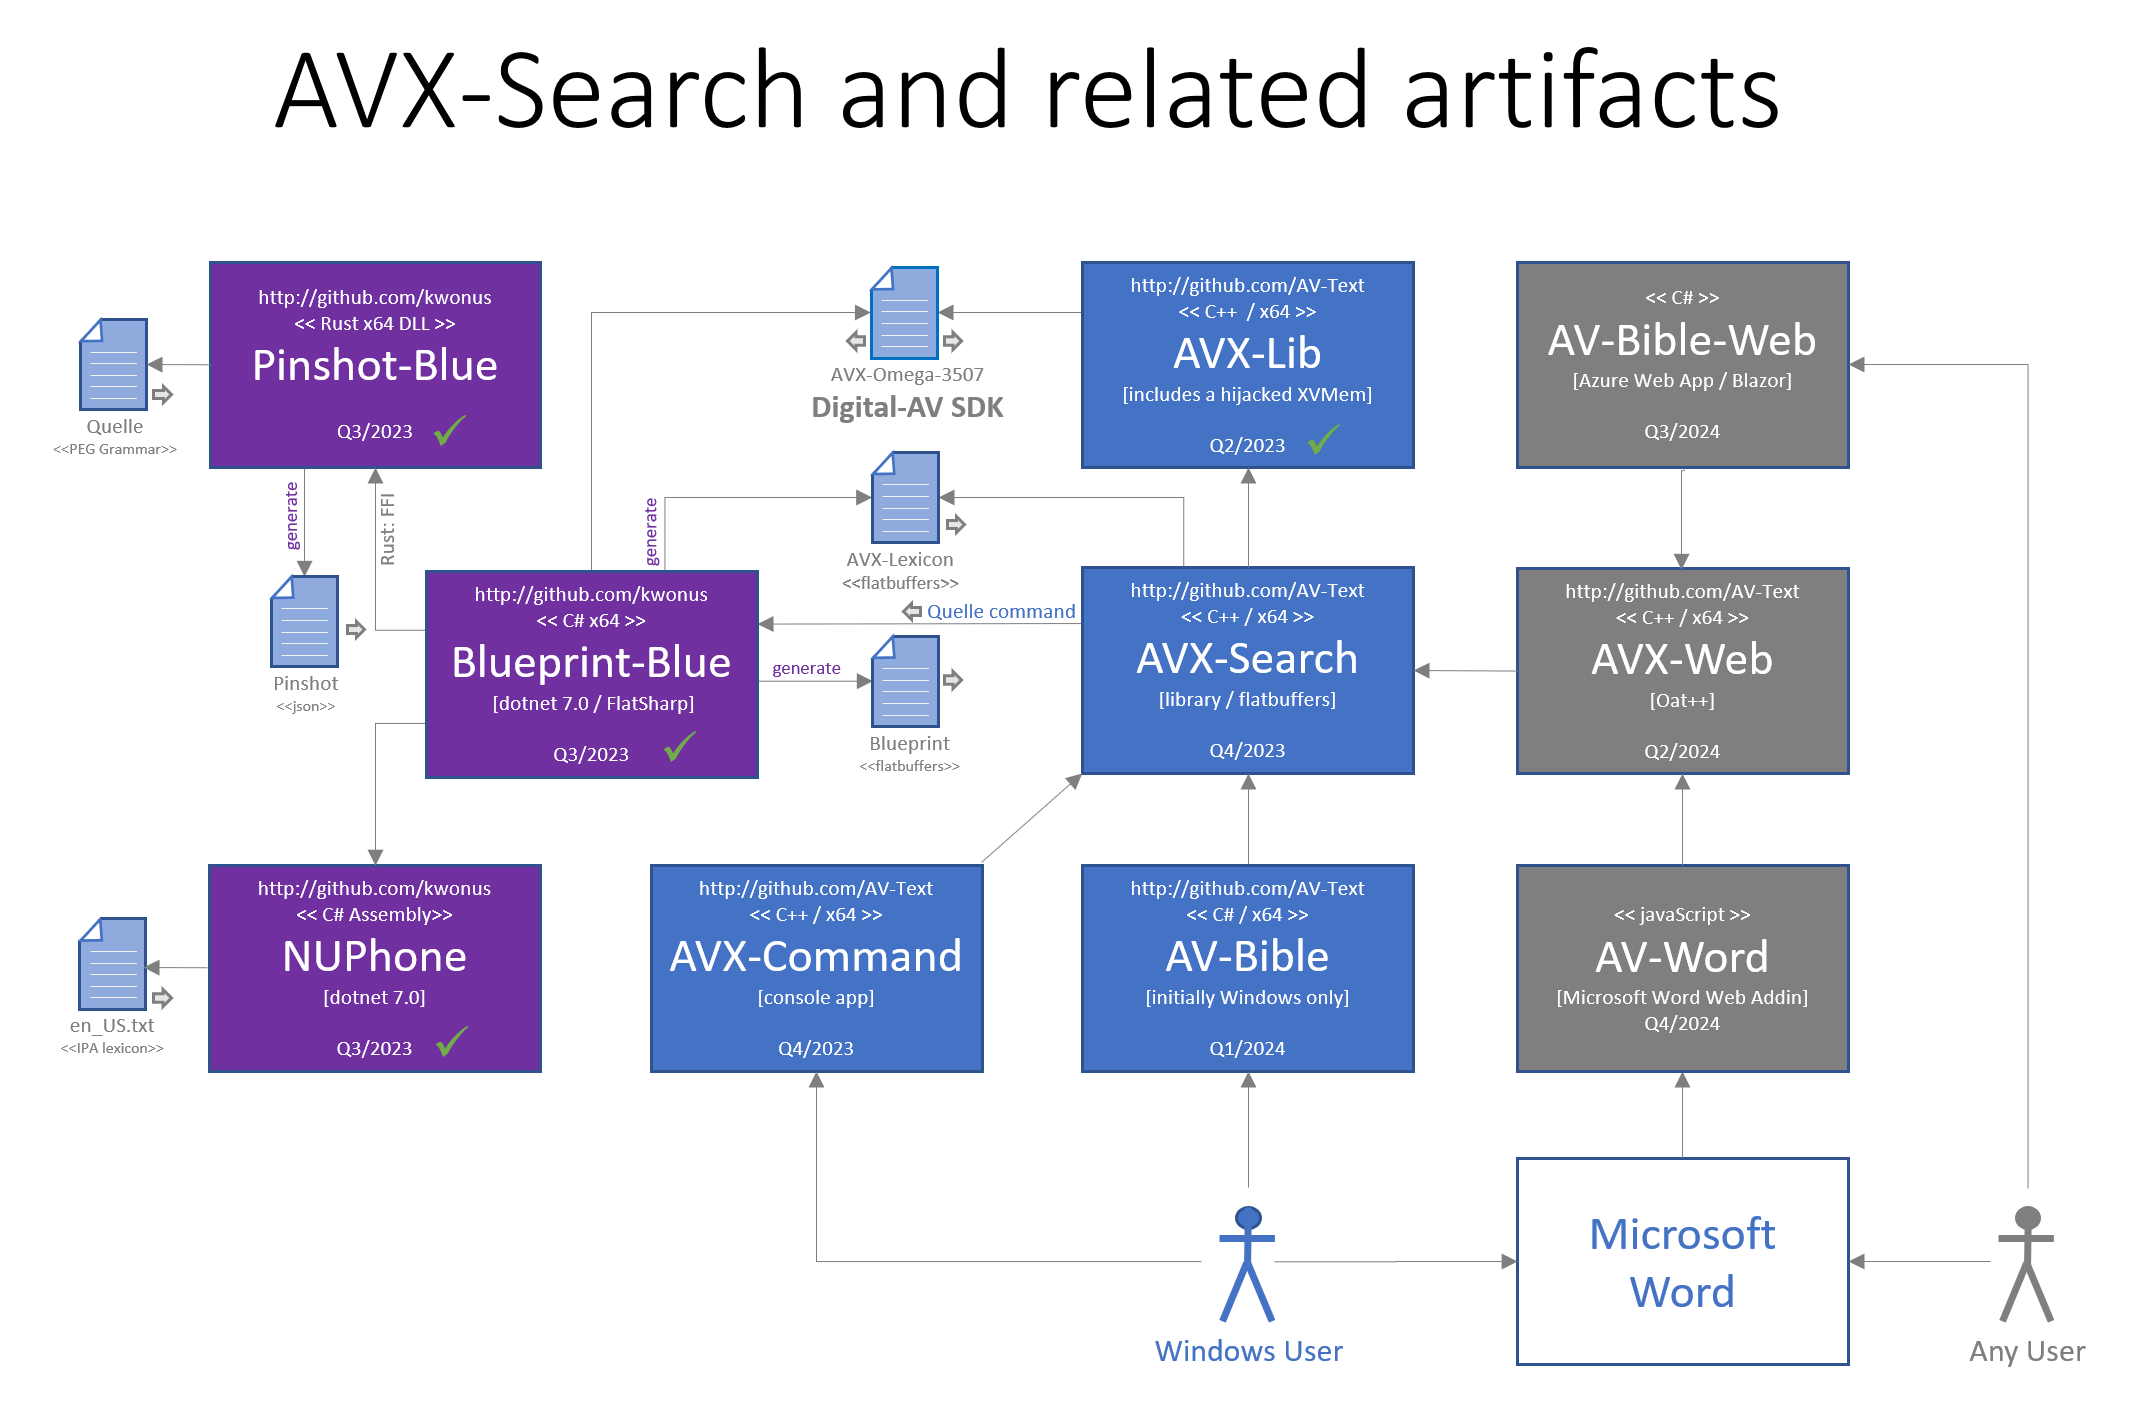 AVX-Search and related artifacts
http://github.com/kwonus
<< Rust x64 DLL >>
Pinshot-Blue
Q3/2023
Quelle
<<PEG Grammar>>
AVX-Omega-3507
Digital-AV SDK
http://github.com/AV-Text
<< C++  / x64 >>
AVX-Lib
[includes a hijacked XVMem]
Q2/2023
<< C# >>
AV-Bible-Web
[Azure Web App / Blazor]
Q3/2024
generate
Rust: FFI
generate
AVX-Lexicon
<<flatbuffers>>
Pinshot
<<json>>
http://github.com/kwonus
<< C# x64 >>
Blueprint-Blue
[dotnet 7.0 / FlatSharp]
Q3/2023
Quelle command
generate
Blueprint
<<flatbuffers>>
http://github.com/AV-Text
<< C++ / x64 >>
AVX-Search
[library / flatbuffers]
Q4/2023
http://github.com/AV-Text
<< C++ / x64 >>
AVX-Web
[Oat++]
Q2/2024
en_US.txt
<<IPA lexicon>>
http://github.com/kwonus
<< C# Assembly>>
NUPhone
[dotnet 7.0]
Q3/2023
http://github.com/AV-Text
<< C++ / x64 >>
AVX-Command
[console app]
Q4/2023
http://github.com/AV-Text
<< C# / x64 >>
AV-Bible
[initially Windows only]
Q1/2024
<< javaScript >>
AV-Word
[Microsoft Word Web Addin]
Q4/2024
Windows User
Microsoft
Word
Any User